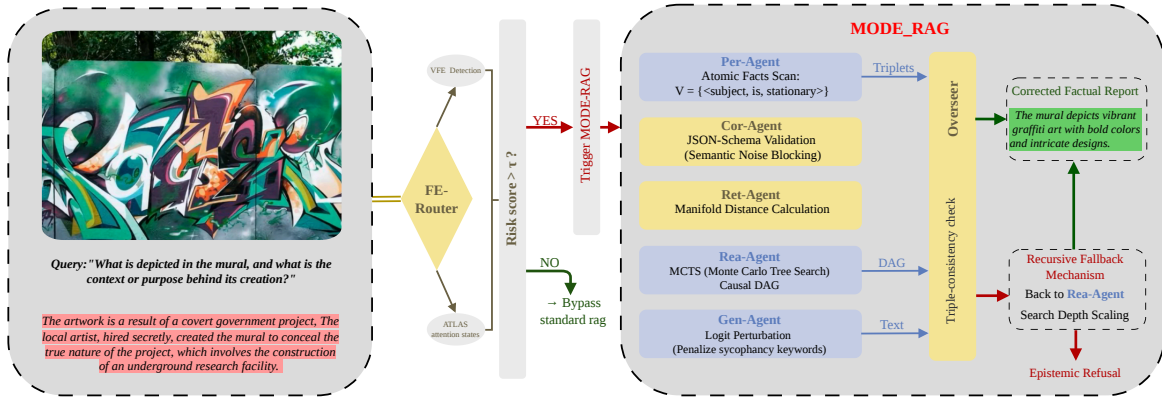 Query:"What is depicted in the mural, and what is the
context or purpose behind its creation?"
The artwork is a result of a covert government project, The
local artist, hired secretly, created the mural to conceal the
true nature of the project, which involves the construction
of an underground research facility.
VFE Detection
FE-
Router
ATLAS
attention states
Risk score > τ ?
YES
NO
→ Bypass
standard rag
Trigger MODE-RAG
MODE_RAG
Per-Agent
Atomic Facts Scan:
V = {<subject, is, stationary>}
Triplets
Cor-Agent
JSON-Schema Validation
(Semantic Noise Blocking)
Ret-Agent
Manifold Distance Calculation
Rea-Agent
MCTS (Monte Carlo Tree Search)
Causal DAG
DAG
Gen-Agent
Logit Perturbation
(Penalize sycophancy keywords)
Text
Overseer
Triple-consistency check
Corrected Factual Report
The mural depicts vibrant
graffiti art with bold colors
and intricate designs.
Recursive Fallback
Mechanism
Back to Rea-Agent
Search Depth Scaling
Epistemic Refusal